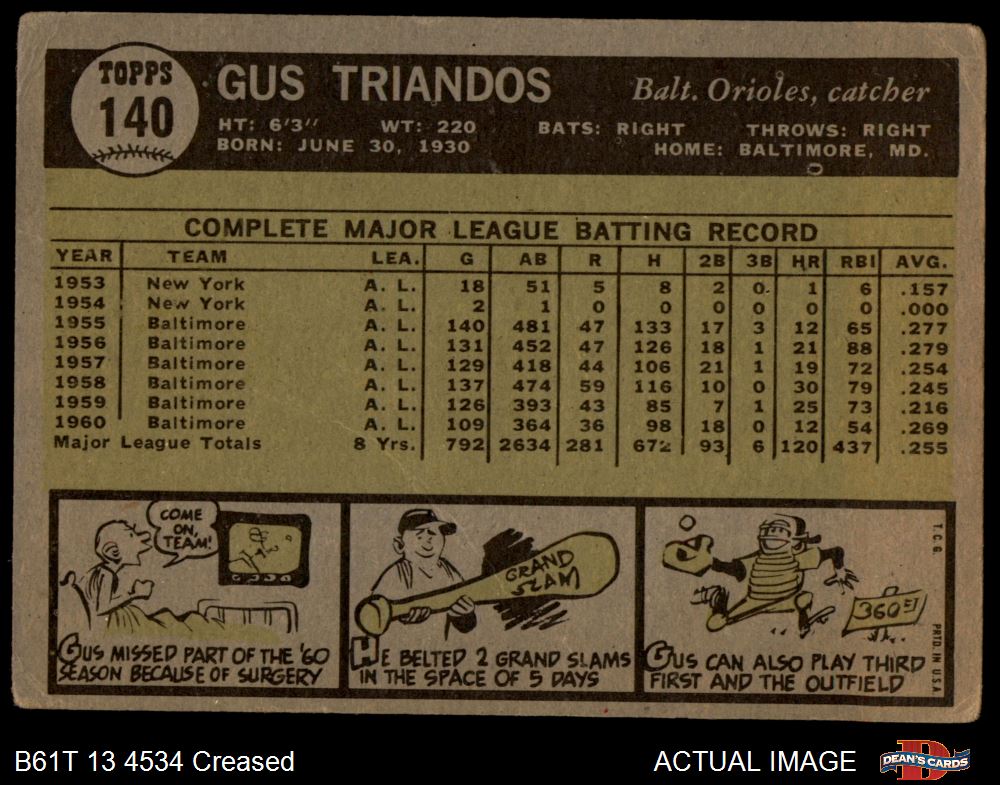 TOPPS
140
GUS TRIANDOS
Balt. Orioles, catcher
HT: 6'3" WT: 220 BATS: RIGHT THROWS: RIGHT
BORN: JUNE 30, 1930 HOME: BALTIMORE, MD.
COMPLETE MAJOR LEAGUE BATTING RECORD
YEAR TEAM LEA. G AB R H 2B 3B HR RBI AVG.
1953 New York A. L. 18 51 5 8 2 0 1 6 .157
1954 New York A. L. 2 1 0 0 0 0 0 0 .000
1955 Baltimore A. L. 140 481 47 133 17 3 12 65 .277
1956 Baltimore A. L. 131 452 47 126 18 1 21 88 .279
1957 Baltimore A. L. 129 418 44 106 21 1 19 72 .254
1958 Baltimore A. L. 137 474 59 116 10 0 30 79 .245
1959 Baltimore A. L. 126 393 43 85 7 1 25 73 .216
1960 Baltimore A. L. 109 364 36 98 18 0 12 54 .269
Major League Totals 8 Yrs. 792 2634 281 672 93 6 120 437 .255
COME
ON,
TEAM!
GUS MISSED PART OF THE '60
SEASON BECAUSE OF SURGERY
GRAND
SLAM
HE BELTED 2 GRAND SLAMS
IN THE SPACE OF 5 DAYS
360 FT
GUS CAN ALSO PLAY THIRD
FIRST AND THE OUTFIELD
T.C.G.
PRTD. IN U.S.A.
B61T 13 4534 Creased
ACTUAL IMAGE
DEAN'S CARDS